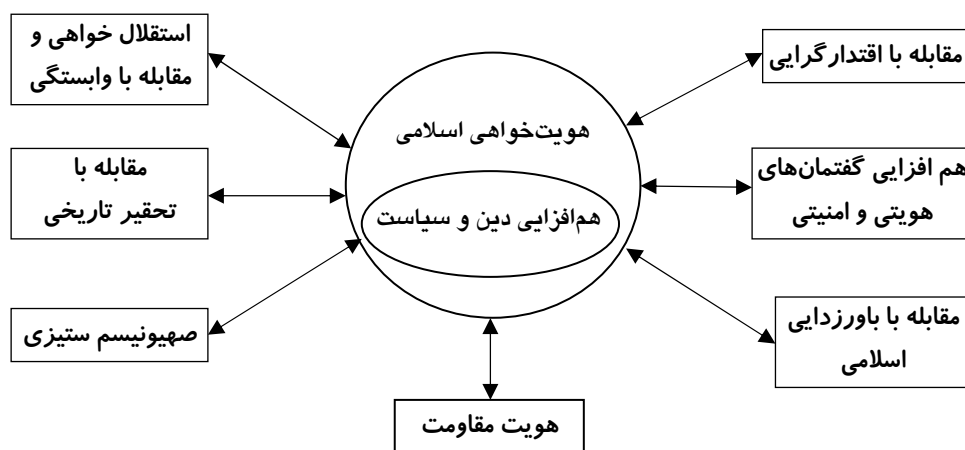 مقابله با اقتدارگرایی
هم افزایی گفتمان‌های
هویتی و امنیتی
مقابله با باورزدایی
اسلامی
هویت‌خواهی اسلامی
هم‌افزایی دین و سیاست
هویت مقاومت
استقلال خواهی و
مقابله با وابستگی
مقابله با
تحقیر تاریخی
صهیونیسم ستیزی